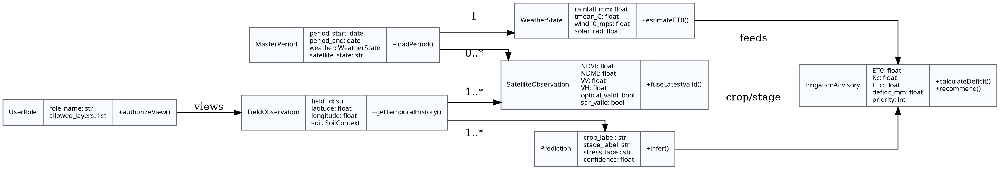 UserRole
role_name: str
allowed_layers: list
+authorizeView()
views
MasterPeriod
period_start: date
period_end: date
weather: WeatherState
satellite_state: str
+loadPeriod()
FieldObservation
field_id: str
latitude: float
longitude: float
soil: SoilContext
+getTemporalHistory()
1
0..*
1..*
1..*
WeatherState
rainfall_mm: float
tmean_C: float
wind10_mps: float
solar_rad: float
+estimateET0()
SatelliteObservation
NDVI: float
NDMI: float
VV: float
VH: float
optical_valid: bool
sar_valid: bool
+fuseLatestValid()
Prediction
crop_label: str
stage_label: str
stress_label: str
confidence: float
+infer()
feeds
crop/stage
IrrigationAdvisory
ET0: float
Kc: float
ETc: float
deficit_mm: float
priority: int
+calculateDeficit()
+recommend()